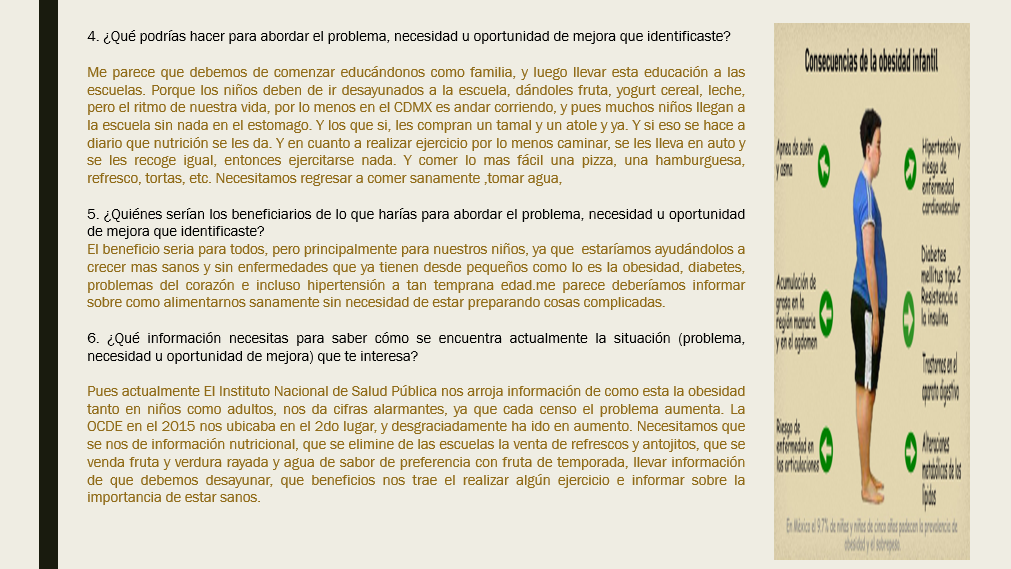 4. ¿Qué podrías hacer para abordar el problema, necesidad u oportunidad de mejora que identificaste?
Me parece que debemos de comenzar educándonos como familia, y luego llevar esta educación a las
escuelas. Porque los niños deben de ir desayunados a la escuela, dándoles fruta, yogurt cereal, leche,
pero el ritmo de nuestra vida, por lo menos en el CDMX es andar corriendo, y pues muchos niños llegan a
la escuela sin nada en el estomago. Y los que si, les compran un tamal y un atole y ya. Y si eso se hace a
diario que nutrición se les da. Y en cuanto a realizar ejercicio por lo menos caminar, se les lleva en auto y
se les recoge igual, entonces ejercitarse nada. Y comer lo mas fácil una pizza, una hamburguesa,
refresco, tortas, etc. Necesitamos regresar a comer sanamente ,tomar agua,
5. ¿Quiénes serían los beneficiarios de lo que harías para abordar el problema, necesidad u oportunidad
de mejora que identificaste?
El beneficio seria para todos, pero principalmente para nuestros niños, ya que estaríamos ayudándolos a
crecer mas sanos y sin enfermedades que ya tienen desde pequeños como lo es la obesidad, diabetes,
problemas del corazón e incluso hipertensión a tan temprana edad.me parece deberíamos informar
sobre como alimentarnos sanamente sin necesidad de estar preparando cosas complicadas.
6. ¿Qué información necesitas para saber cómo se encuentra actualmente la situación (problema,
necesidad u oportunidad de mejora) que te interesa?
Pues actualmente El Instituto Nacional de Salud Pública nos arroja información de como esta la obesidad
tanto en niños como adultos, nos da cifras alarmantes, ya que cada censo el problema aumenta. La
OCDE en el 2015 nos ubicaba en el 2do lugar, y desgraciadamente ha ido en aumento. Necesitamos que
se nos de información nutricional, que se elimine de las escuelas la venta de refrescos y antojitos, que se
venda fruta y verdura rayada y agua de sabor de preferencia con fruta de temporada, llevar información
de que debemos desayunar, que beneficios nos trae el realizar algún ejercicio e informar sobre la
importancia de estar sanos.
Consecuencias de la obesidad infantil
Apnea de sueño
y asma
Acumulación de
grasa en la
región mamaria
y en el abdomen
Riesgo de
enfermedad en
las articulaciones
Hipertensión y
riesgo de
enfermedad
cardiovascular
Diabetes
mellitus tipo 2
Resistencia a
la insulina
Trastornos en el
aparato digestivo
Alteraciones
metabólicas de los
lípidos
En México el 9.7% de niñas y niños de cinco años padecen la prevalencia de
obesidad y el sobrepeso.